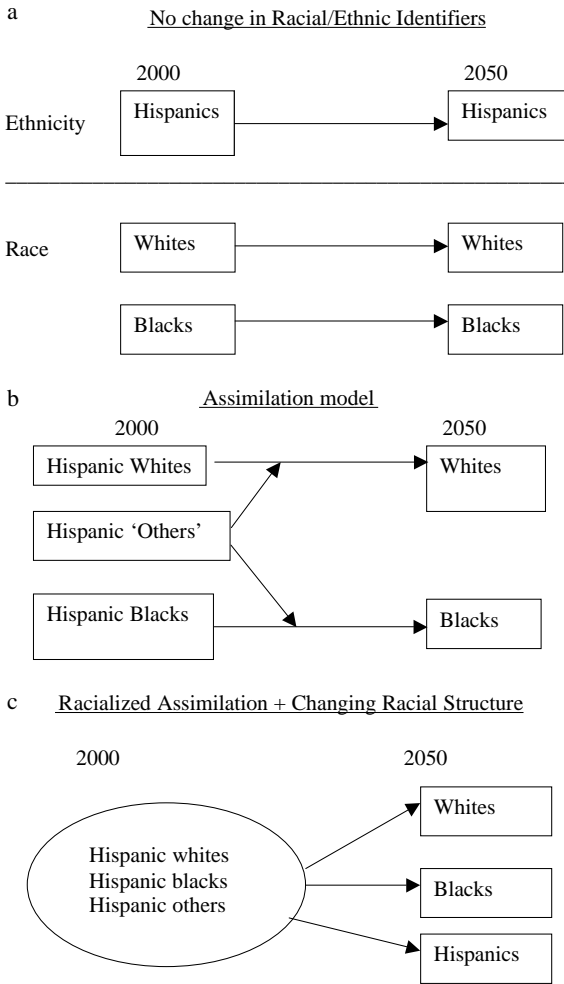 a No change in Racial/Ethnic Identifiers
2000 2050
Ethnicity Hispanics Hispanics
Race Whites Whites
Blacks Blacks
b Assimilation model
2000 2050
Hispanic Whites Whites
Hispanic ‘Others’
Hispanic Blacks Blacks
c Racialized Assimilation + Changing Racial Structure
2000 2050
Whites
Hispanic whites
Hispanic blacks Blacks
Hispanic others
Hispanics